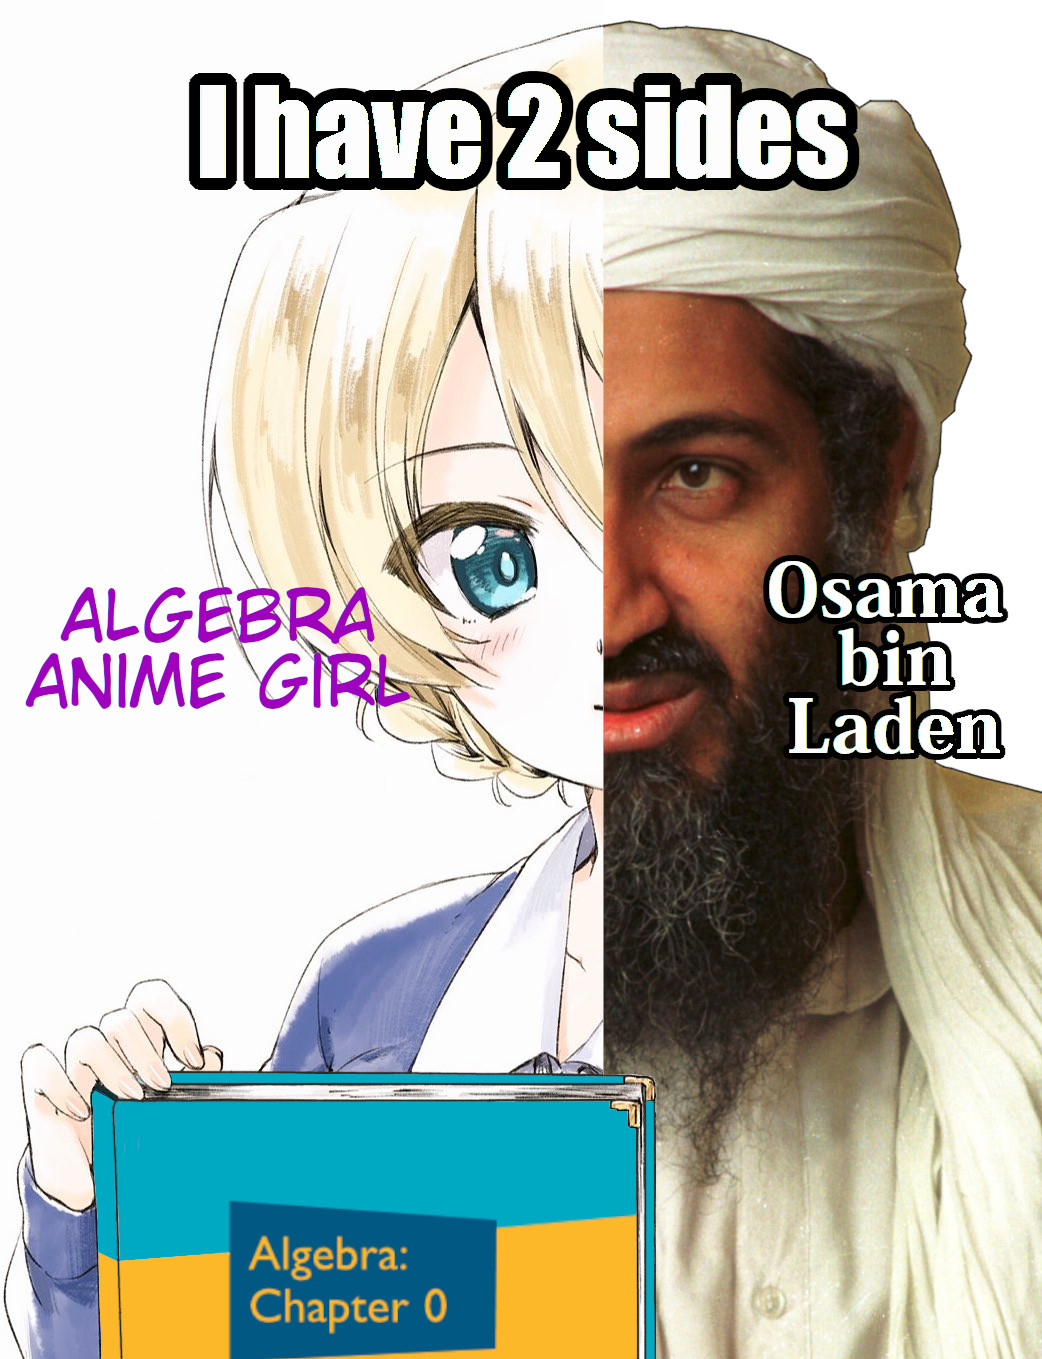 I have 2 sides
ALGEBRA
ANIME GIRL
Osama
bin
Laden
Algebra:
Chapter 0